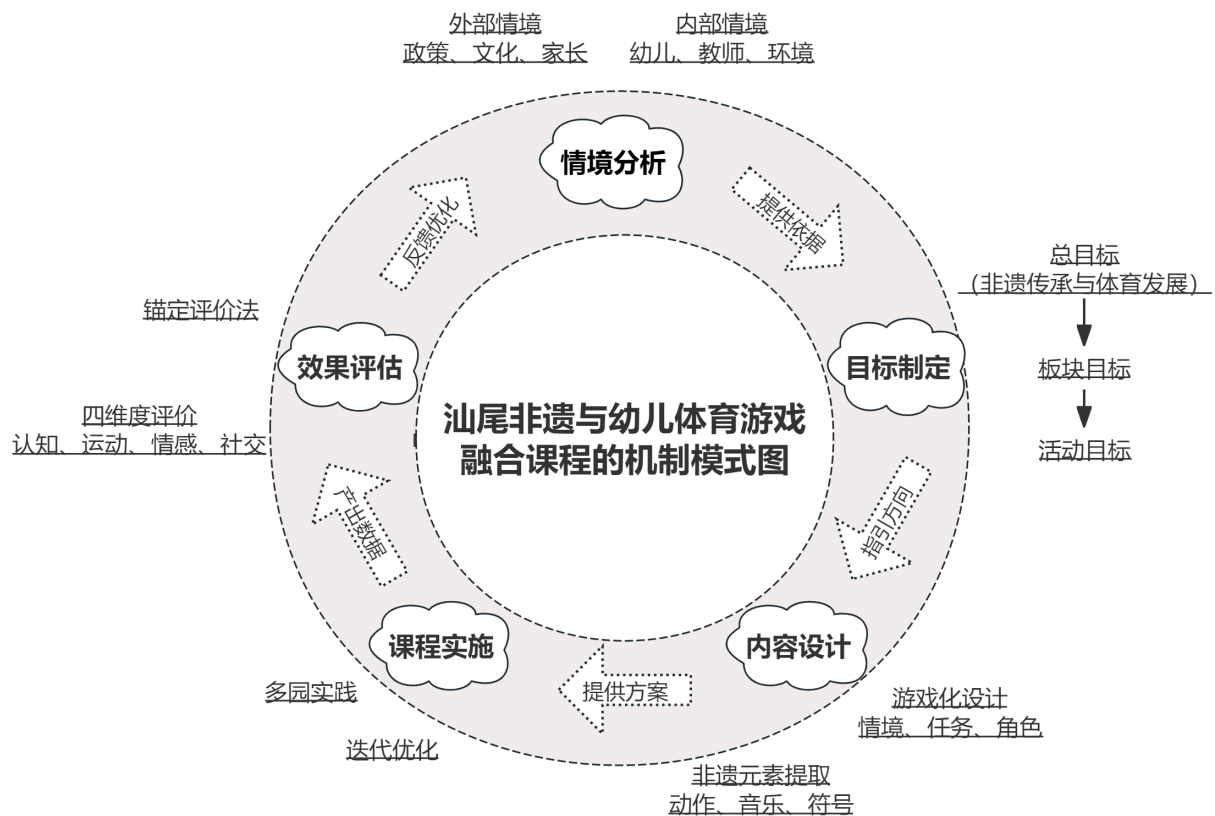 外部情境
政策、文化、家长
内部情境
幼儿、教师、环境
情境分析
提供依据
反馈优化
总目标
（非遗传承与体育发展）
板块目标
活动目标
目标制定
锚定评价法
效果评估
四维度评价
认知、运动、情感、社交
汕尾非遗与幼儿体育游戏
融合课程的机制模式图
指引方向
产出数据
内容设计
课程实施
提供方案
游戏化设计
情境、任务、角色
非遗元素提取
动作、音乐、符号
多园实践
迭代优化